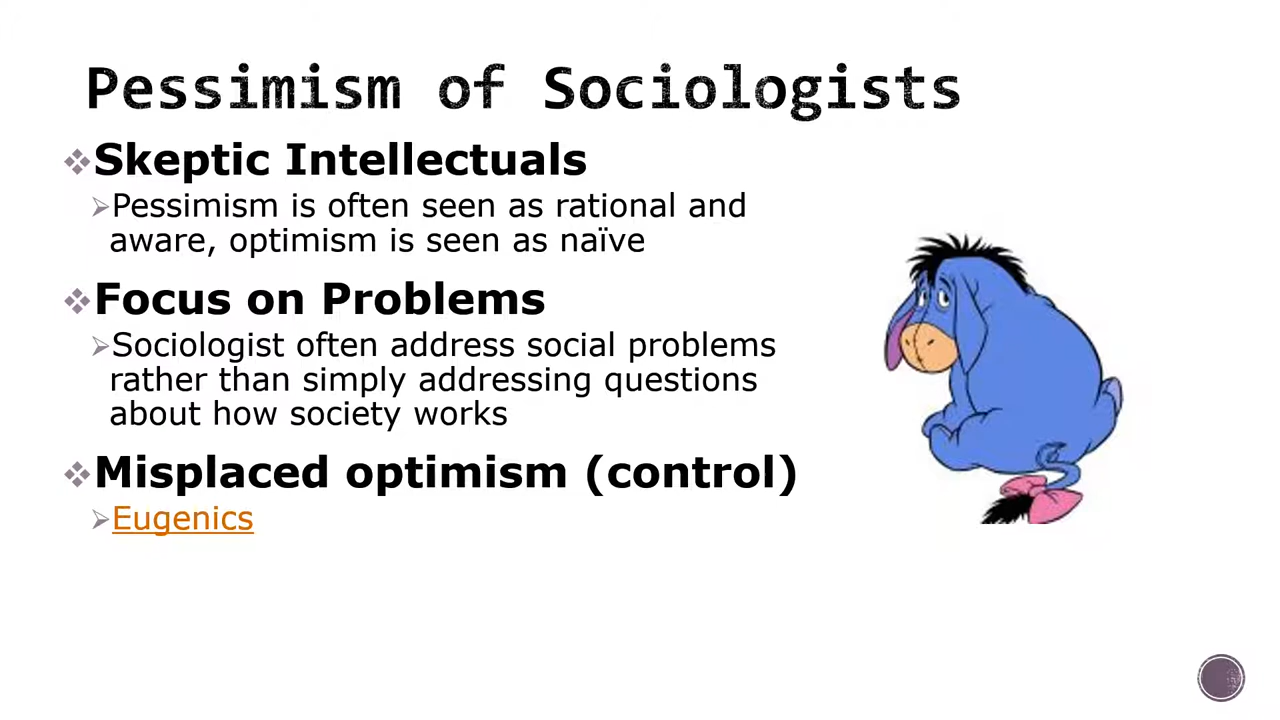 Pessimism of Sociologists
❖Skeptic Intellectuals
➢Pessimism is often seen as rational and
aware, optimism is seen as naïve
❖Focus on Problems
➢Sociologist often address social problems
rather than simply addressing questions
about how society works
❖Misplaced optimism (control)
➢Eugenics